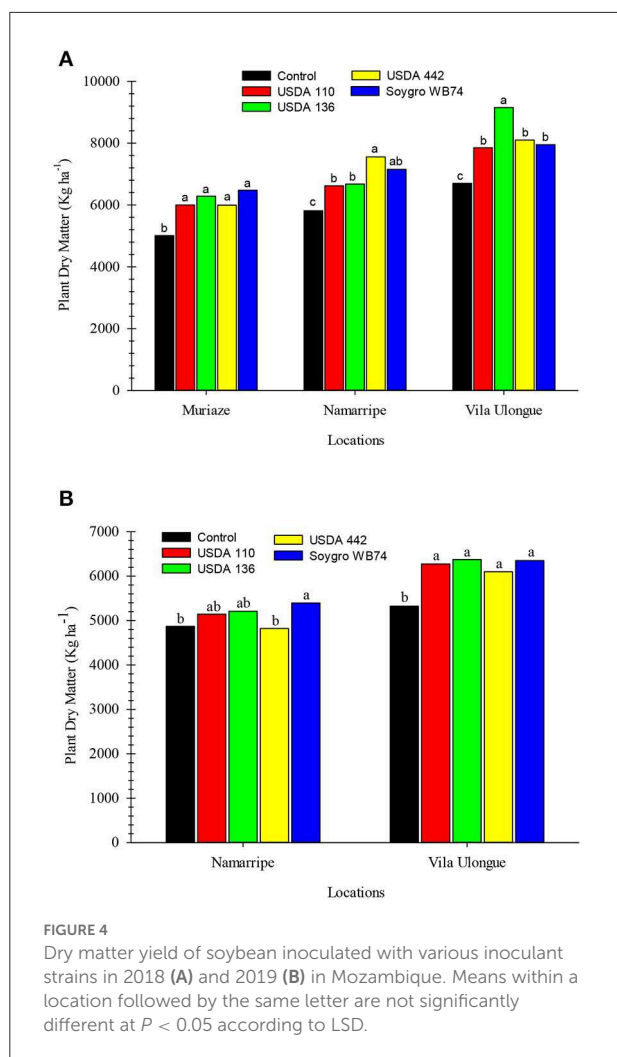 A
Control
USDA 110
USDA 136
USDA 442
Soygro WB74
10000
8000
6000
4000
2000
0
Plant Dry Matter (Kg ha-1)
b a a a a
c b b a ab
c b a b b
Muriaze Namarripe Vila Ulongue
Locations
B
Control
USDA 110
USDA 136
USDA 442
Soygro WB74
7000
6000
5000
4000
3000
2000
1000
0
Plant Dry Matter (Kg ha-1)
b ab ab b a
b a a a a
Namarripe Vila Ulongue
Locations
FIGURE 4
Dry matter yield of soybean inoculated with various inoculant
strains in 2018 (A) and 2019 (B) in Mozambique. Means within a
location followed by the same letter are not significantly
different at P < 0.05 according to LSD.